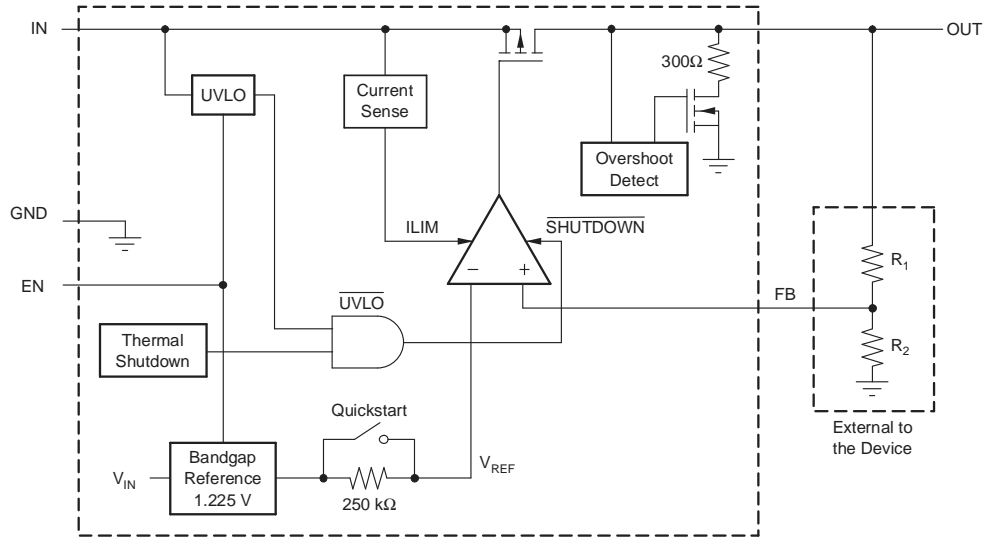 IN
OUT
300Ω
UVLO
Current
Sense
Overshoot
Detect
GND
ILIM
SHUTDOWN
R1
EN
− +
UVLO
FB
Thermal
Shutdown
R2
Quickstart
External to
the Device
VIN
Bandgap
Reference
1.225 V
VREF
250 kΩ